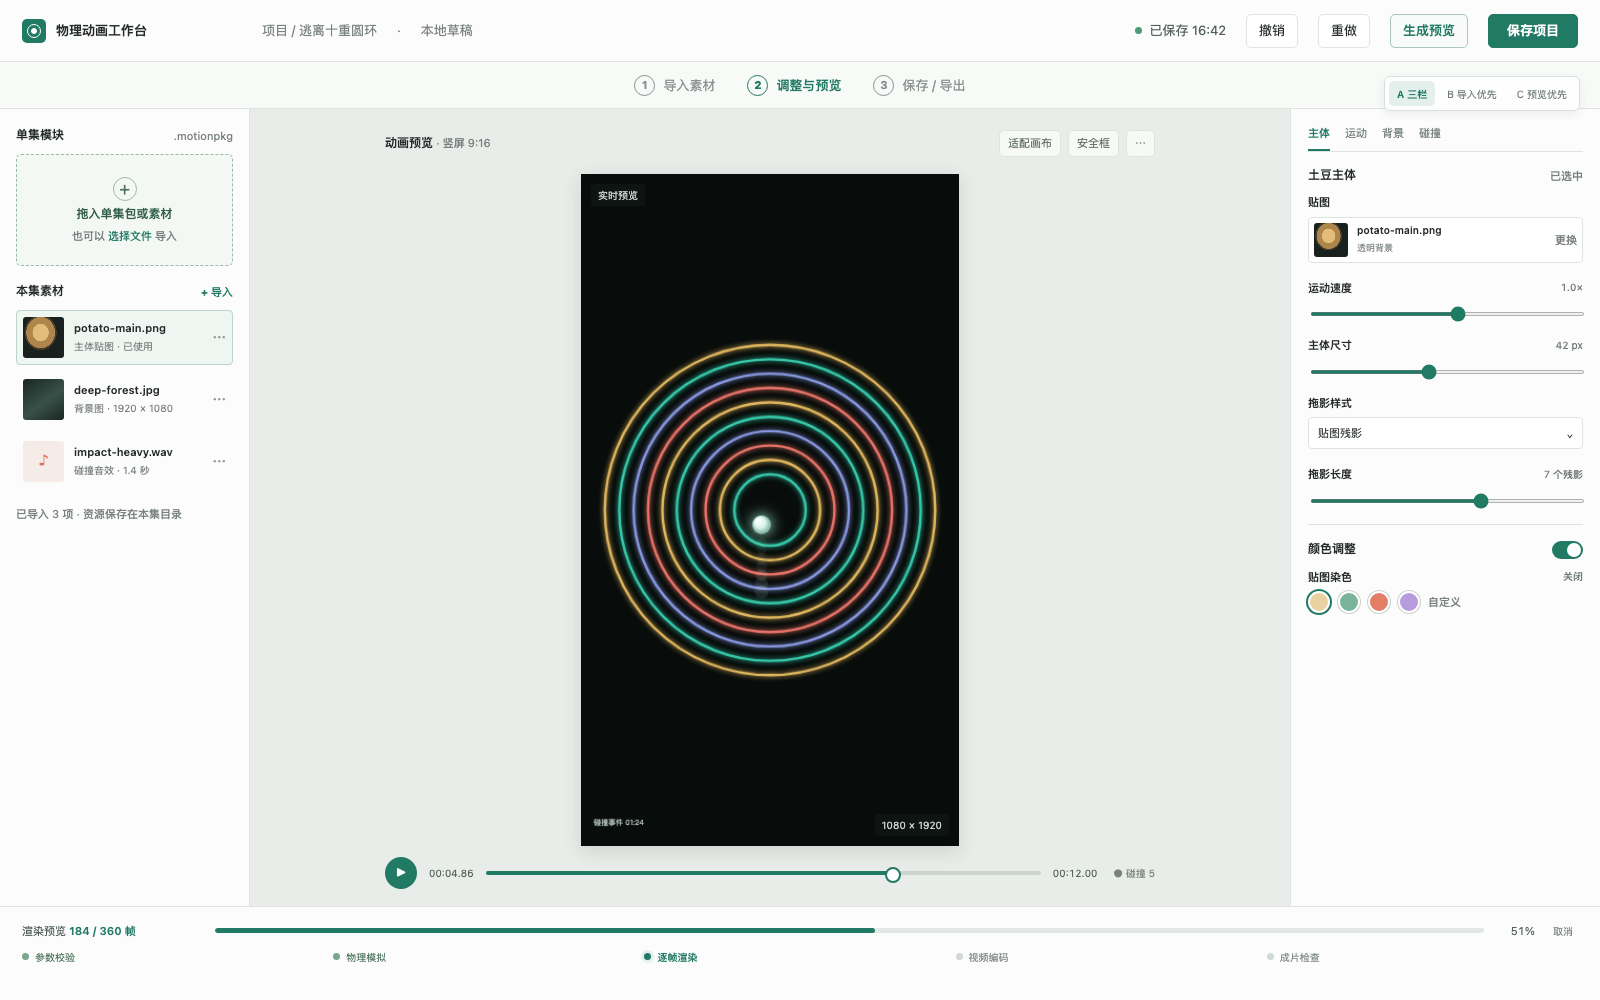 物理动画工作台
项目 / 逃离十重圆环 · 本地草稿
已保存 16:42
撤销
重做
生成预览
保存项目
1 导入素材
2 调整与预览
3 保存 / 导出
A 三栏
B 导入优先
C 预览优先
单集模块
.motionpkg
拖入单集包或素材
也可以 选择文件 导入
本集素材
+ 导入
potato-main.png
主体贴图 · 已使用
deep-forest.jpg
背景图 · 1920 × 1080
impact-heavy.wav
碰撞音效 · 1.4 秒
已导入 3 项 · 资源保存在本集目录
动画预览 · 竖屏 9:16
适配画布
安全框
···
实时预览
碰撞事件 01:24
1080 × 1920
00:04.86
00:12.00
碰撞 5
主体
运动
背景
碰撞
土豆主体
已选中
贴图
potato-main.png
透明背景
更换
运动速度
1.0×
主体尺寸
42 px
拖影样式
贴图残影
拖影长度
7 个残影
颜色调整
贴图染色
关闭
自定义
渲染预览 184 / 360 帧
51%
取消
参数校验
物理模拟
逐帧渲染
视频编码
成片检查